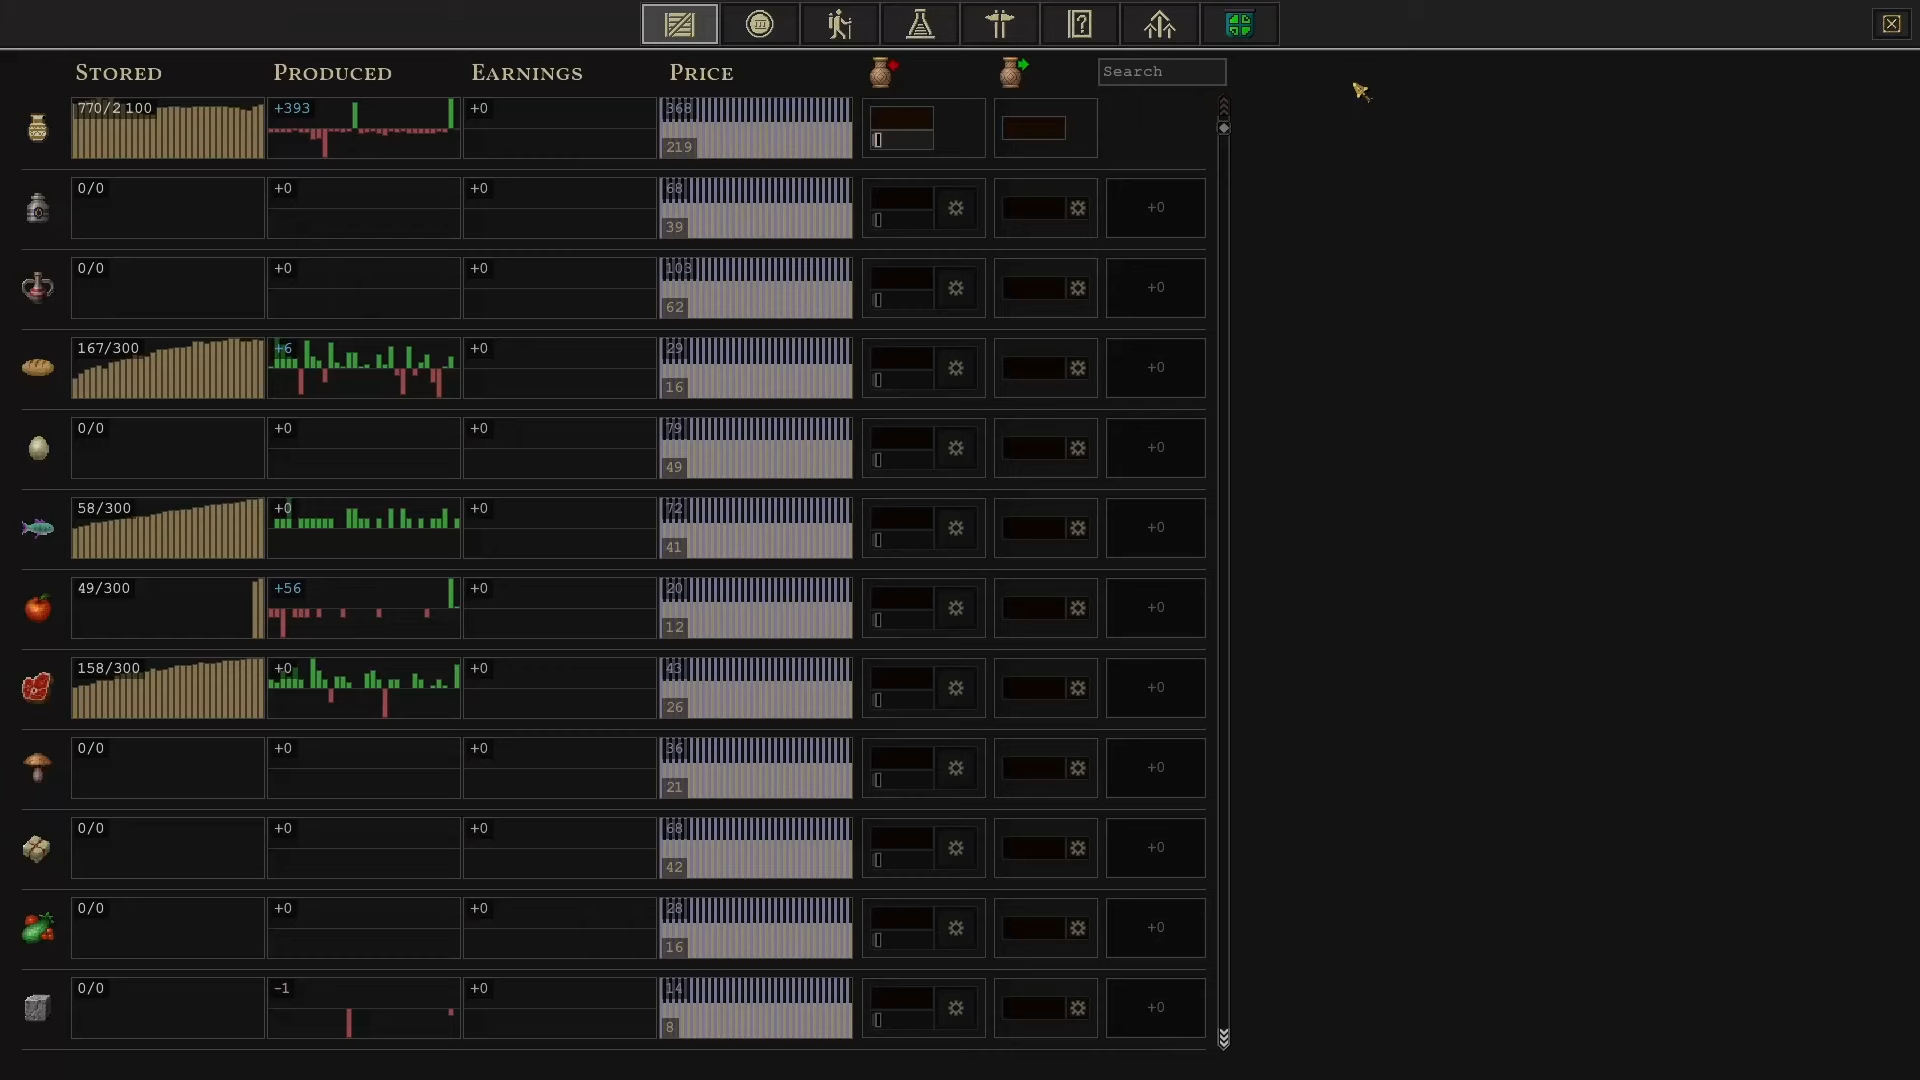 STORED PRODUCED EARNINGS PRICE Search
770/2 100 +393 +0 368
219
0/0 +0 +0 68
39 +0
0/0 +0 +0 103
62 +0
167/300 +6 +0 29
16 +0
0/0 +0 +0 79
49 +0
58/300 +0 +0 72
41 +0
49/300 +56 +0 20
12 +0
158/300 +0 +0 43
26 +0
0/0 +0 +0 36
21 +0
0/0 +0 +0 68
42 +0
0/0 +0 +0 28
16 +0
0/0 -1 +0 14
8 +0